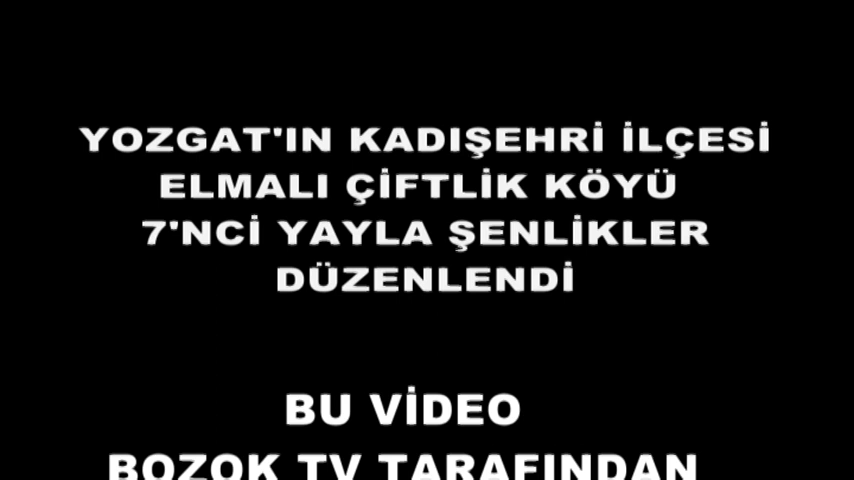 YOZGAT'IN KADIŞEHRİ İLÇESİ
ELMALI ÇİFTLİK KÖYÜ
7'NCİ YAYLA ŞENLİKLER
DÜZENLENDİ
BU VİDEO
BOZOK TV TARAFINDAN